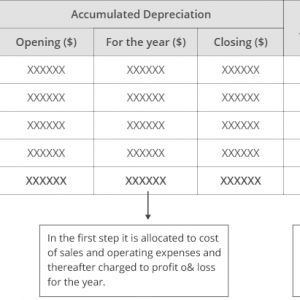 Accumulated Depreciation
Opening ($) For the year ($) Closing ($)
XXXXXX XXXXXX XXXXXX
XXXXXX XXXXXX XXXXXX
XXXXXX XXXXXX XXXXXX
XXXXXX XXXXXX XXXXXX
XXXXXX XXXXXX XXXXXX
In the first step it is allocated to cost
of sales and operating expenses and
thereafter charged to profit o& loss
for the year.